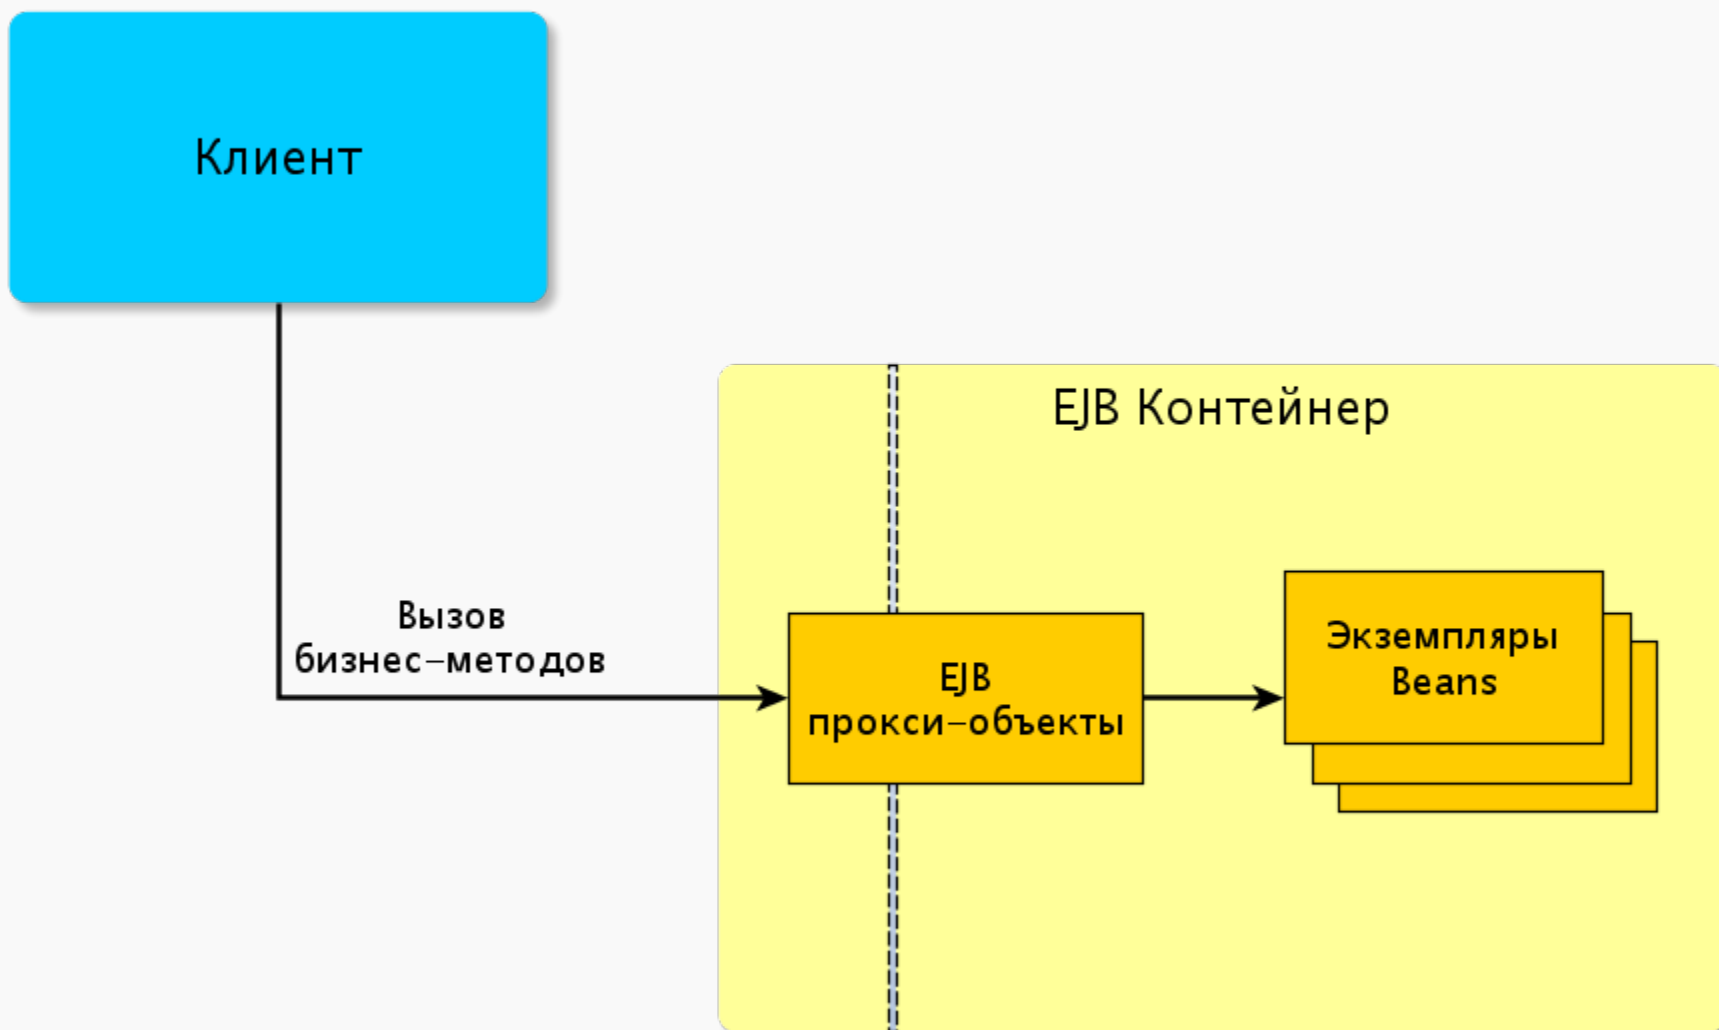 Клиент
EJB Контейнер
Вызов
бизнес-методов
EJB
прокси-объекты
Экземпляры
Beans